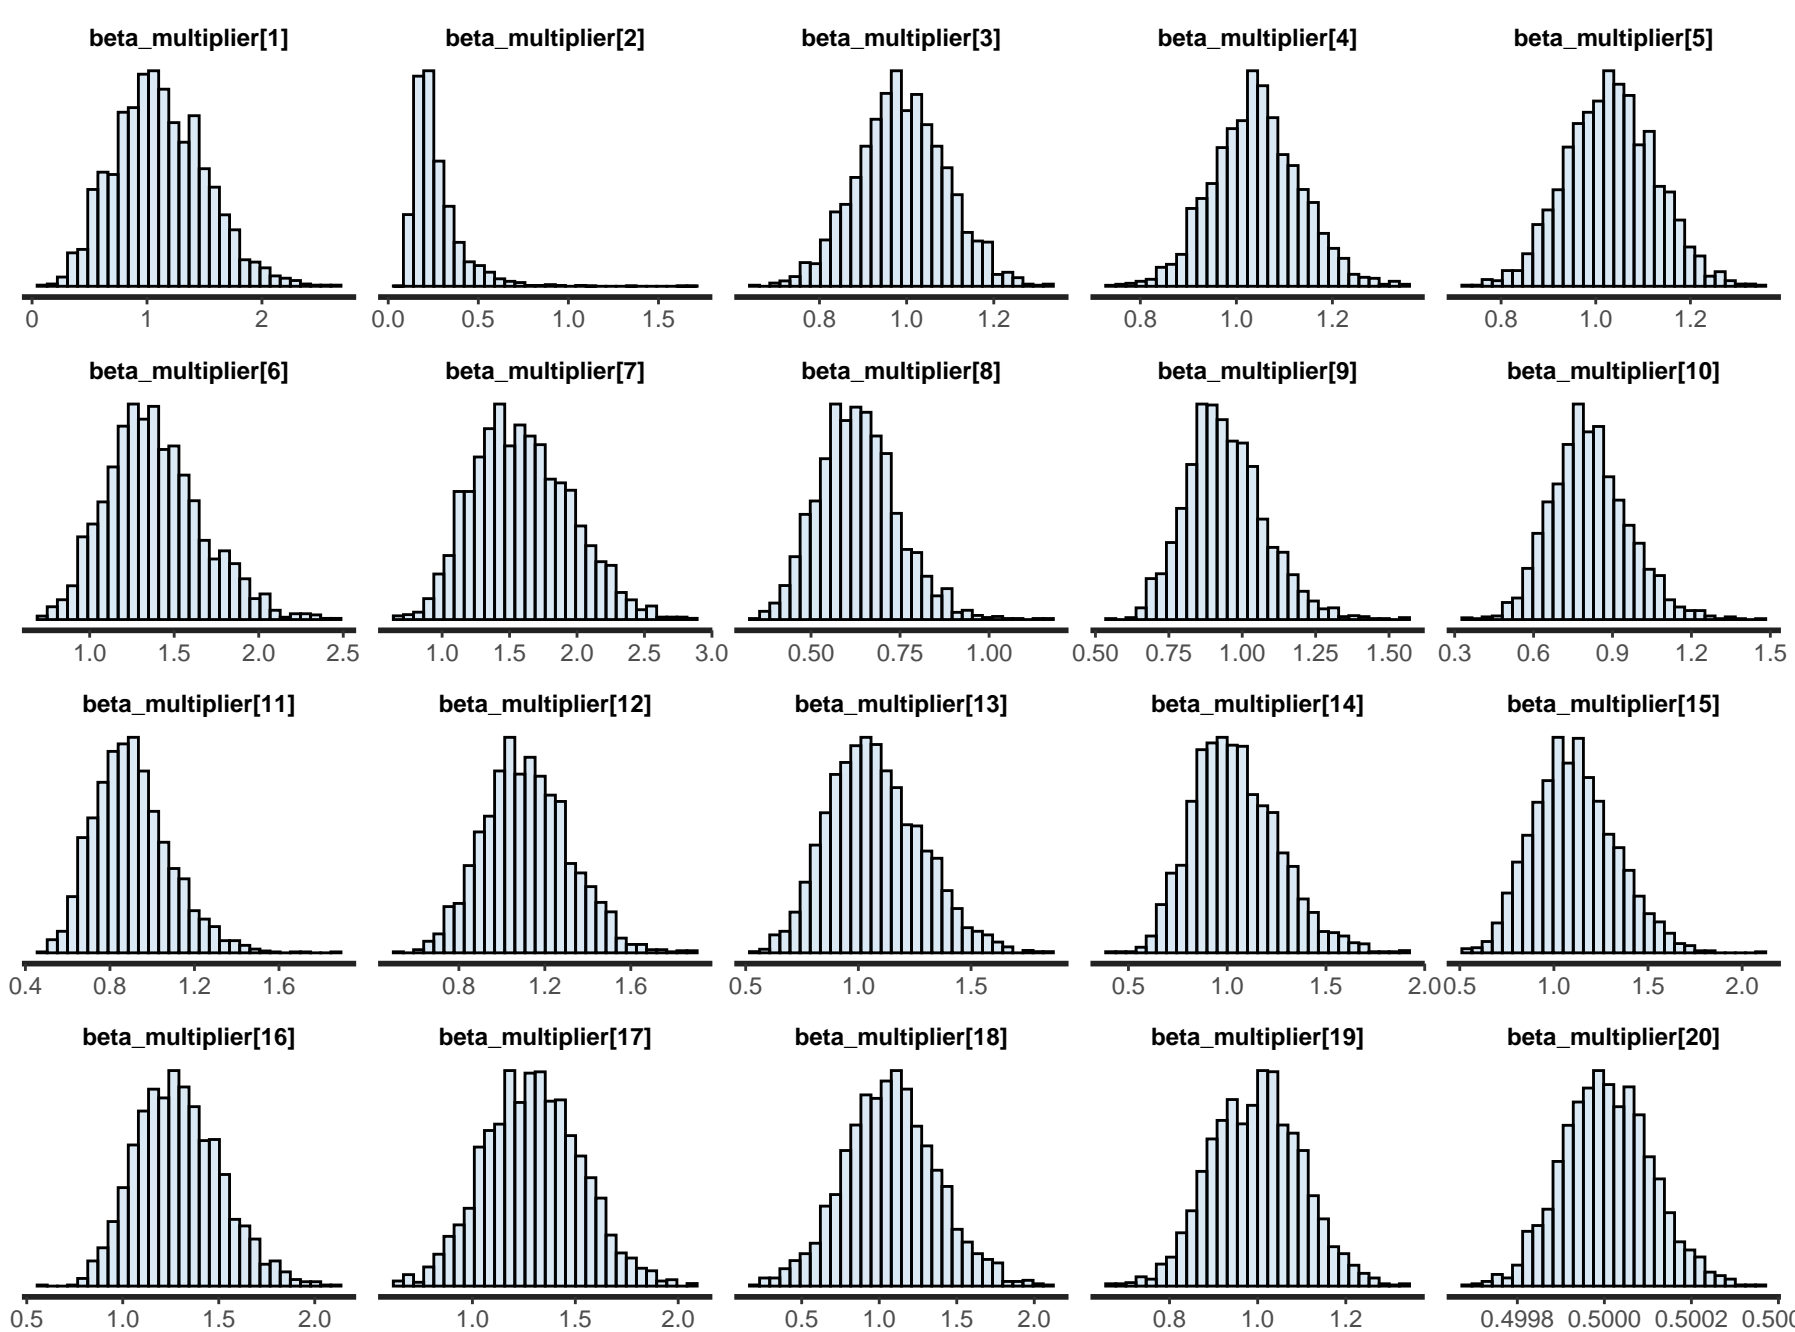 beta_multiplier[1] beta_multiplier[2] beta_multiplier[3] beta_multiplier[4] beta_multiplier[5]
0 1 2 0.0 0.5 1.0 1.5 0.8 1.0 1.2 0.8 1.0 1.2 0.8 1.0 1.2
beta_multiplier[6] beta_multiplier[7] beta_multiplier[8] beta_multiplier[9] beta_multiplier[10]
1.0 1.5 2.0 2.5 1.0 1.5 2.0 2.5 3.0 0.50 0.75 1.00 0.50 0.75 1.00 1.25 1.50 0.3 0.6 0.9 1.2 1.5
beta_multiplier[11] beta_multiplier[12] beta_multiplier[13] beta_multiplier[14] beta_multiplier[15]
0.4 0.8 1.2 1.6 0.8 1.2 1.6 0.5 1.0 1.5 0.5 1.0 1.5 2.0 0.5 1.0 1.5 2.0
beta_multiplier[16] beta_multiplier[17] beta_multiplier[18] beta_multiplier[19] beta_multiplier[20]
0.5 1.0 1.5 2.0 1.0 1.5 2.0 0.5 1.0 1.5 2.0 0.8 1.0 1.2 0.4998 0.5000 0.5002